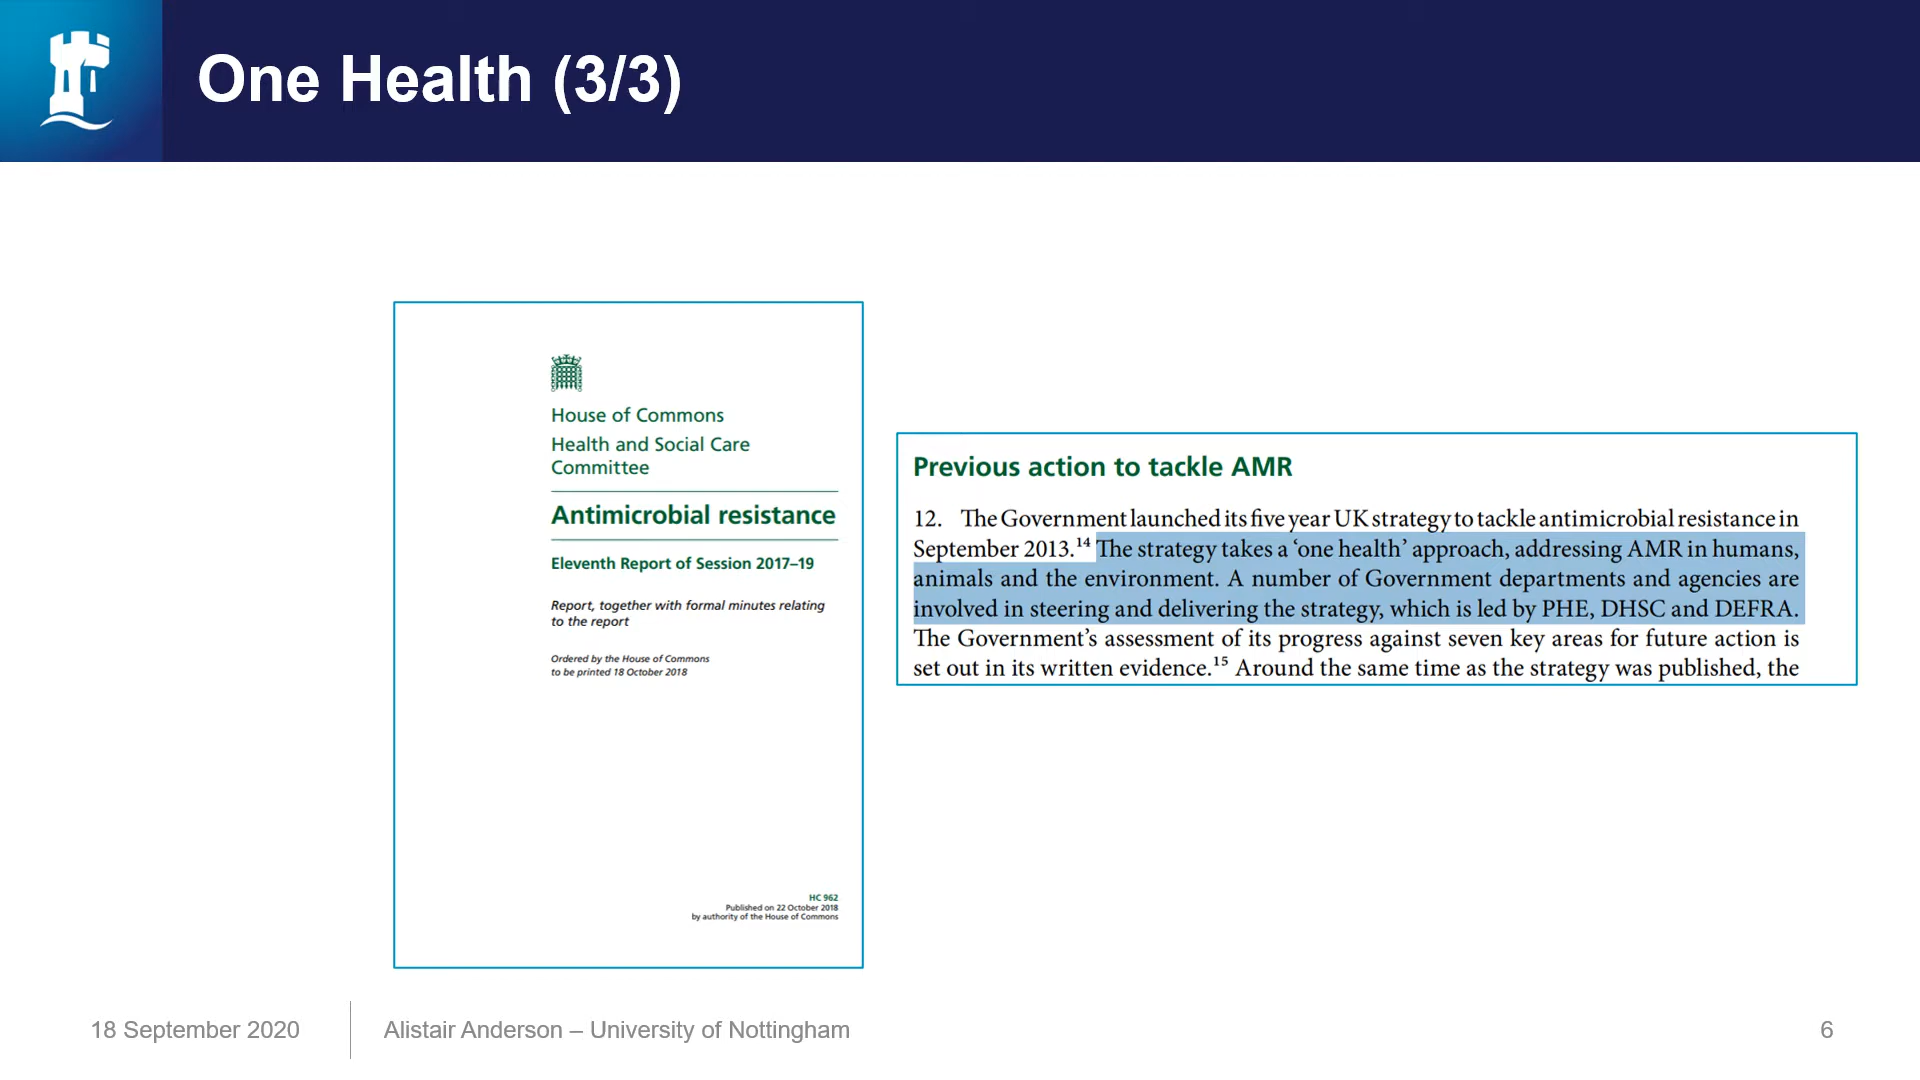 One Health (3/3)
House of Commons
Health and Social Care
Committee
Antimicrobial resistance
Eleventh Report of Session 2017–19
Report, together with formal minutes relating
to the report
Ordered by the House of Commons
to be printed 18 October 2018
HC 962
Published on 22 October 2018
by authority of the House of Commons
Previous action to tackle AMR
12. The Government launched its five year UK strategy to tackle antimicrobial resistance in
September 2013.¹⁴ The strategy takes a ‘one health’ approach, addressing AMR in humans,
animals and the environment. A number of Government departments and agencies are
involved in steering and delivering the strategy, which is led by PHE, DHSC and DEFRA.
The Government’s assessment of its progress against seven key areas for future action is
set out in its written evidence.¹⁵ Around the same time as the strategy was published, the
18 September 2020
Alistair Anderson – University of Nottingham
6